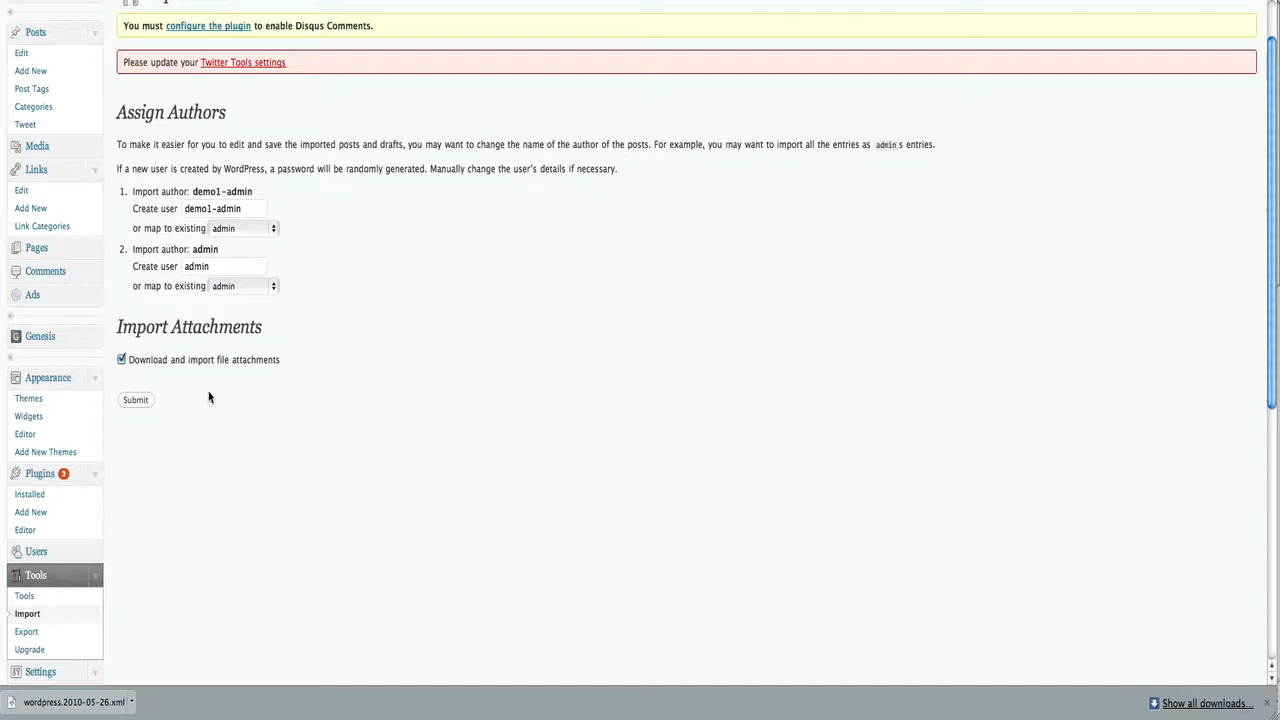 Posts
Edit
Add New
Post Tags
Categories
Tweet
Media
Links
Edit
Add New
Link Categories
Pages
Comments
Ads
G Genesis
Appearance
Themes
Widgets
Editor
Add New Themes
Plugins 3
Installed
Add New
Editor
Users
Tools
Tools
Import
Export
Upgrade
Settings
You must configure the plugin to enable Disqus Comments.
Please update your Twitter Tools settings
Assign Authors
To make it easier for you to edit and save the imported posts and drafts, you may want to change the name of the author of the posts. For example, you may want to import all the entries as admin s entries.
If a new user is created by WordPress, a password will be randomly generated. Manually change the user's details if necessary.
1. Import author: demo1-admin
Create user demo1-admin
or map to existing admin
2. Import author: admin
Create user admin
or map to existing admin
Import Attachments
Download and import file attachments
Submit
wordpress.2010-05-26.xml
Show all downloads...